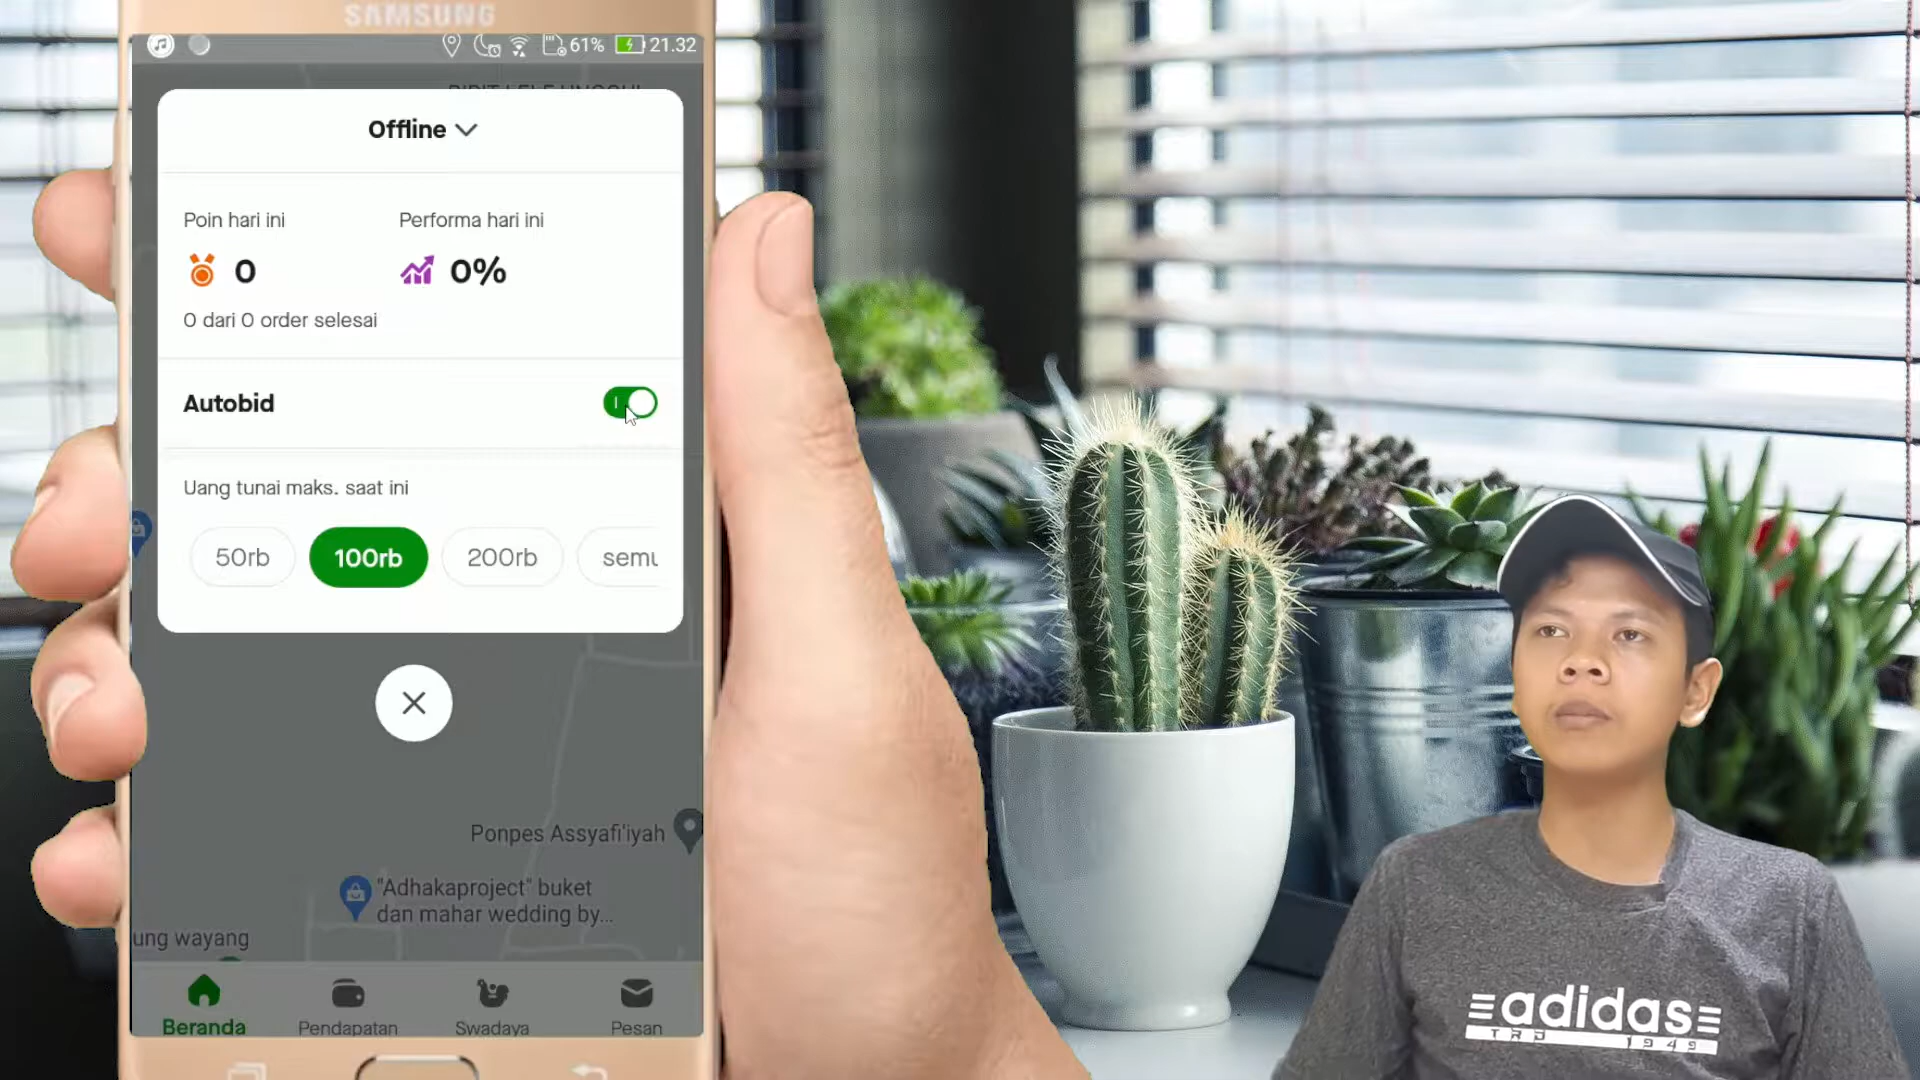 SAMSUNG
61% 21.32
Offline
Poin hari ini
Performa hari ini
0
0%
0 dari 0 order selesai
Autobid
Uang tunai maks. saat ini
50rb
100rb
200rb
semu
Ponpes Assyafi'iyah
"Adhakaproject" buket
dan mahar wedding by...
ung wayang
Beranda
Pendapatan
Swadaya
Pesan
adidas
TRD 1949